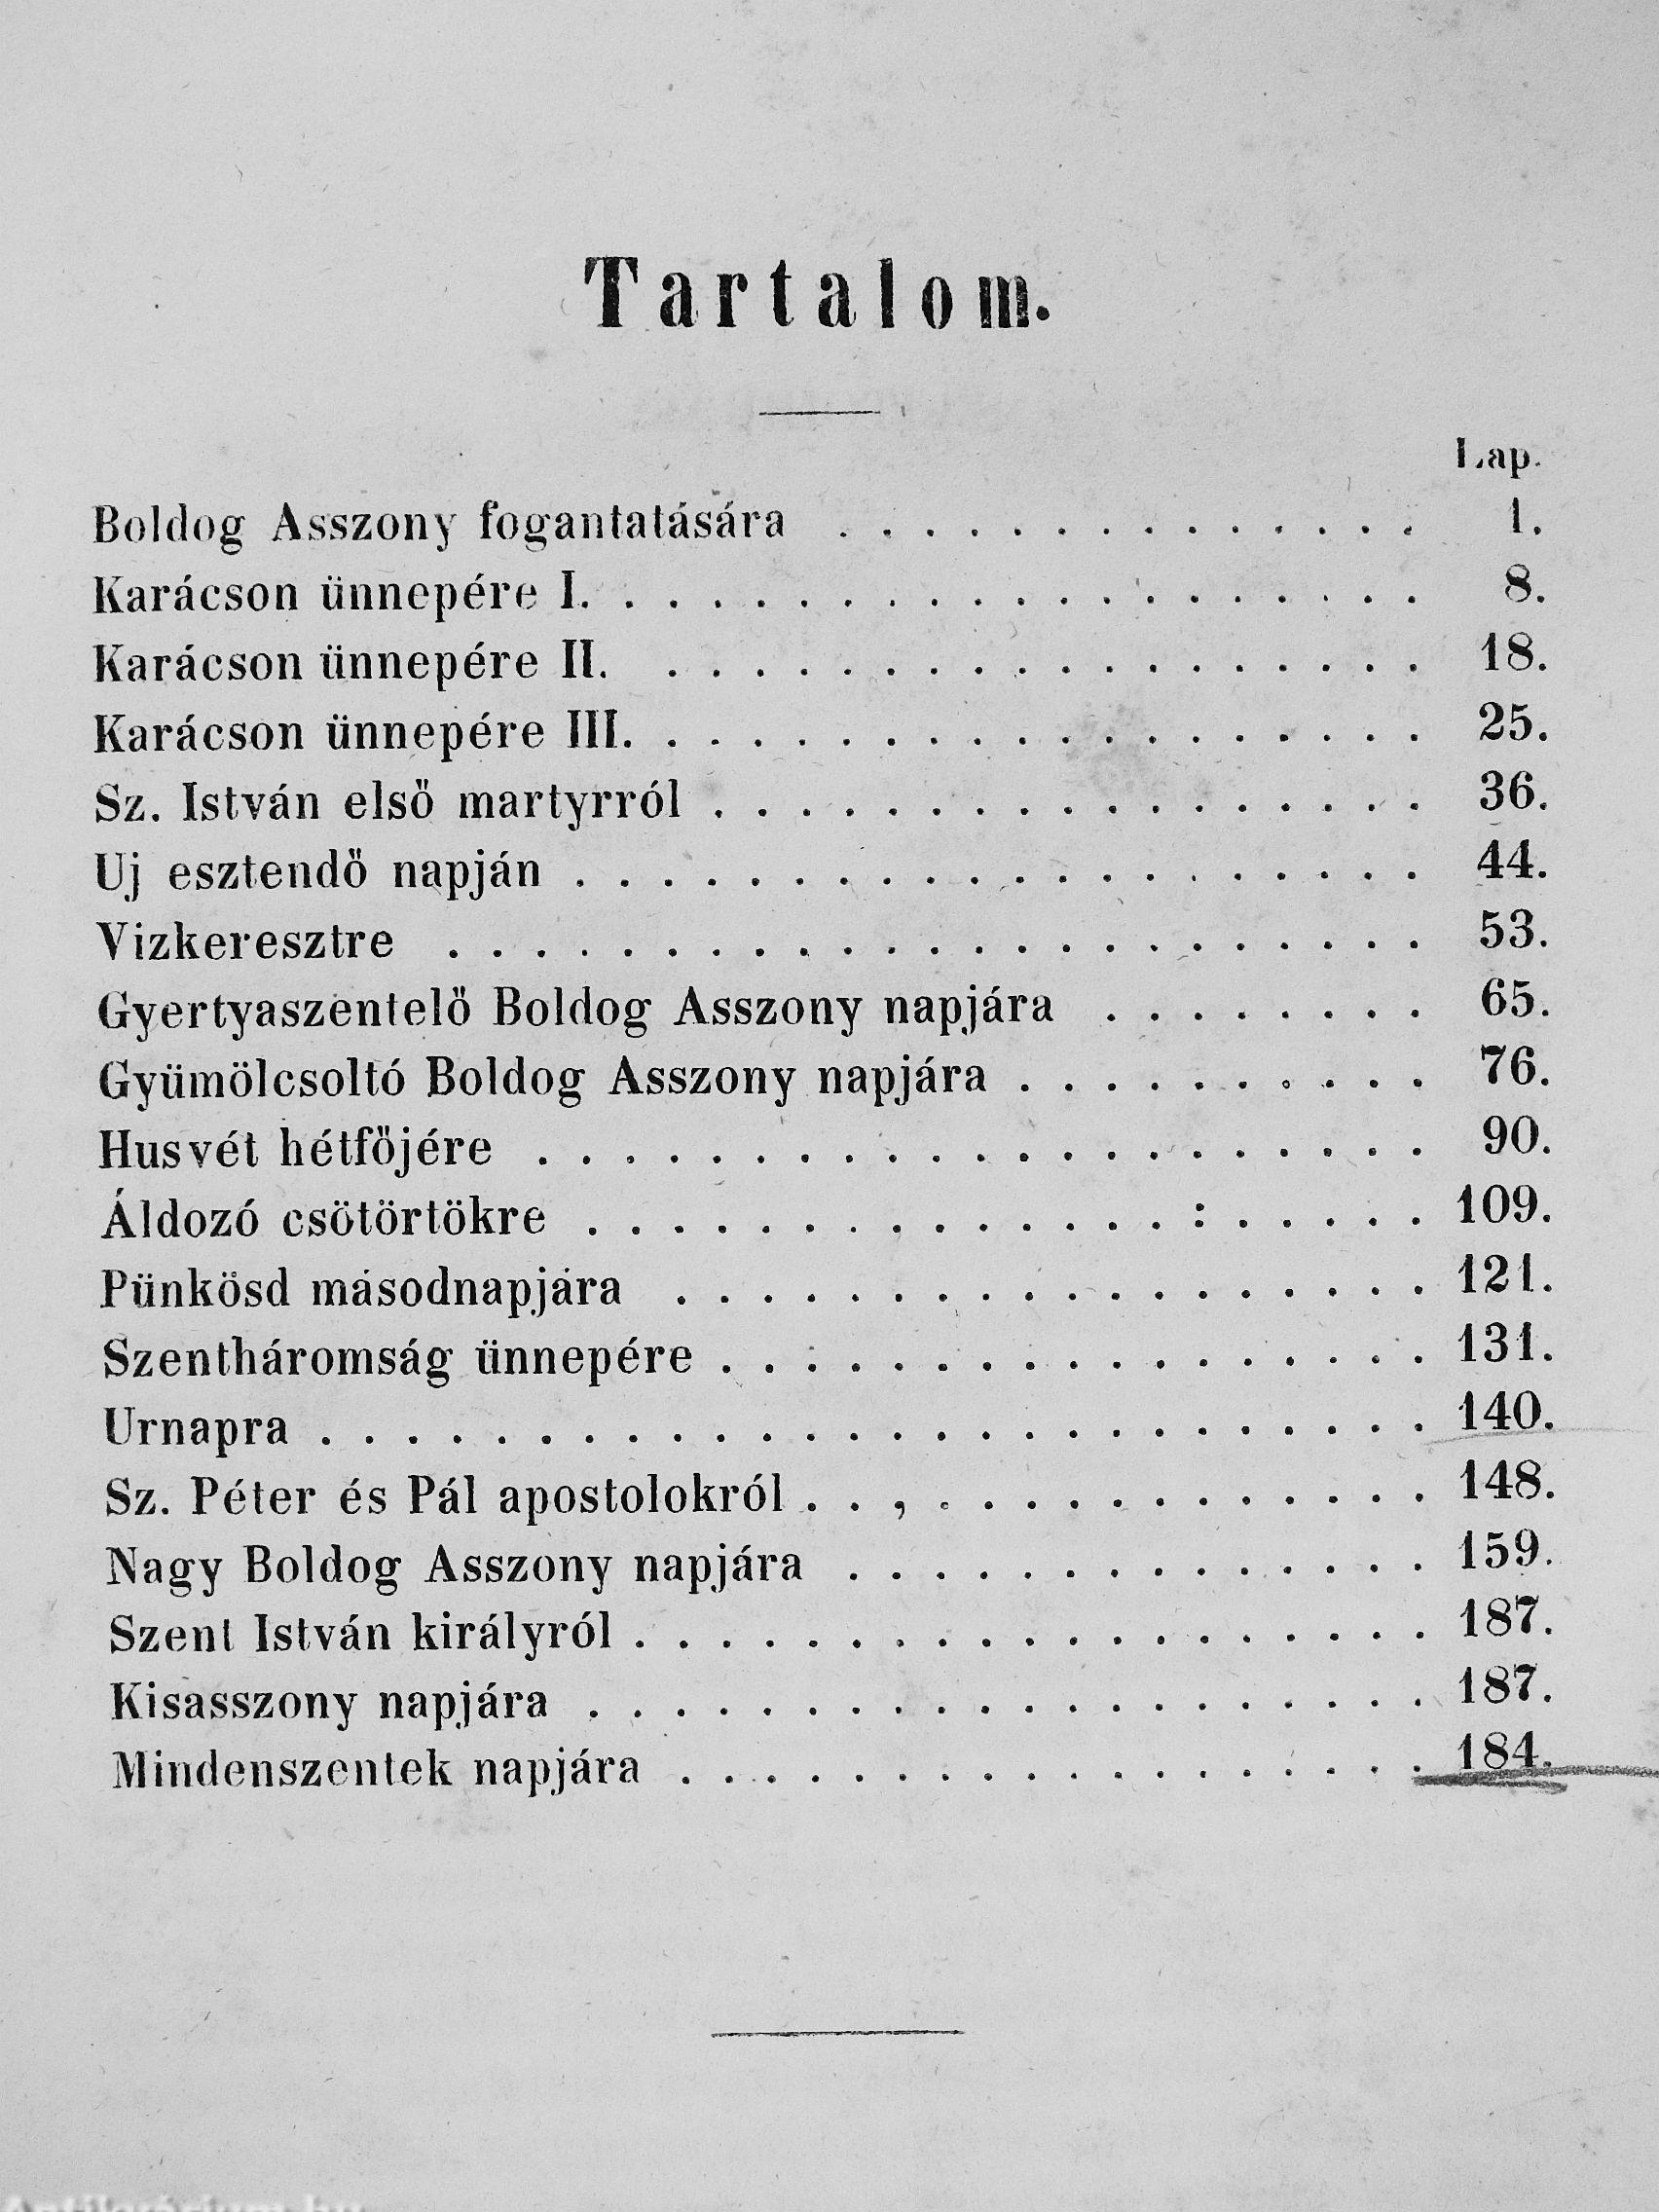 Tartalom.
Lap.
Boldog Asszony fogantatására . . . . . . . . . . . . . . 1.
Karácson ünnepére I. . . . . . . . . . . . . . . . . . . . 8.
Karácson ünnepére II. . . . . . . . . . . . . . . . . . . 18.
Karácson ünnepére III. . . . . . . . . . . . . . . . . . . 25.
Sz. István első martyrról . . . . . . . . . . . . . . . . . 36.
Uj esztendő napján . . . . . . . . . . . . . . . . . . . . 44.
Vizkeresztre . . . . . . . . . . . . . . . . . . . . . . . 53.
Gyertyaszentelő Boldog Asszony napjára . . . . . . . . 65.
Gyümölcsoltó Boldog Asszony napjára . . . . . . . . . . 76.
Husvét hétfőjére . . . . . . . . . . . . . . . . . . . . . 90.
Áldozó csötörtökre . . . . . . . . . . . . . . : . . . . . 109.
Pünkösd másodnapjára . . . . . . . . . . . . . . . . . . 121.
Szentháromság ünnepére . . . . . . . . . . . . . . . . . 131.
Urnapra . . . . . . . . . . . . . . . . . . . . . . . . . . 140.
Sz. Péter és Pál apostolokról . . , . . . . . . . . . . . . 148.
Nagy Boldog Asszony napjára . . . . . . . . . . . . . . 159.
Szent István királyról . . . . . . . . . . . . . . . . . . . 187.
Kisasszony napjára . . . . . . . . . . . . . . . . . . . . 187.
Mindenszentek napjára . . . . . . . . . . . . . . . . . . 184.